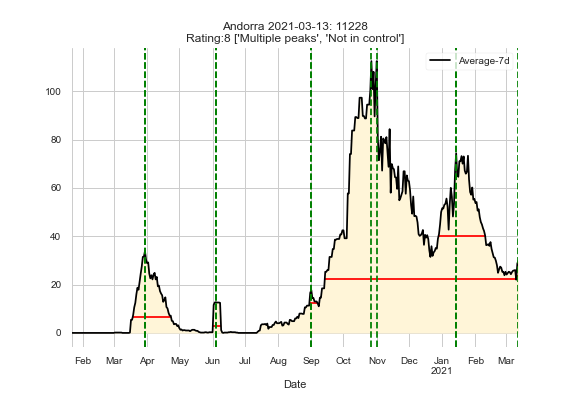 Andorra 2021-03-13: 11228
Rating:8 ['Multiple peaks', 'Not in control']
Average-7d
100
80
60
40
20
0
Feb Mar Apr May Jun Jul Aug Sep Oct Nov Dec Jan Feb Mar
2021
Date